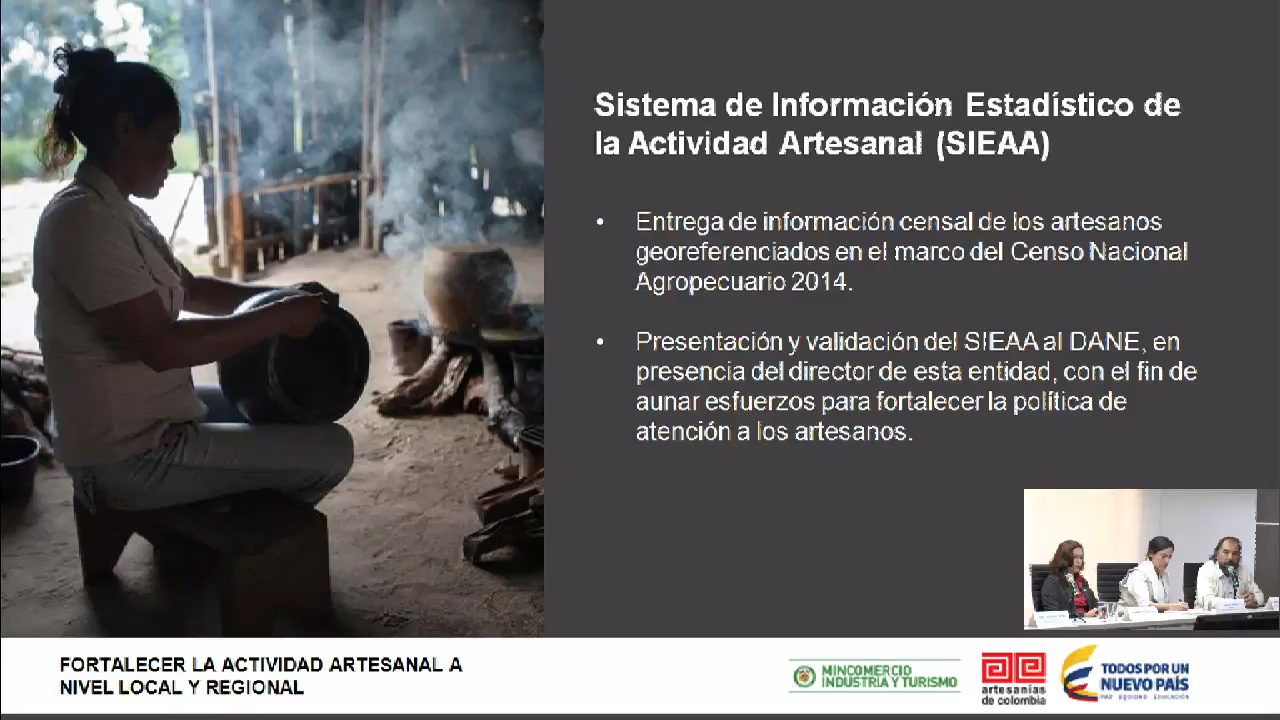 Sistema de Información Estadístico de
la Actividad Artesanal (SIEAA)
• Entrega de información censal de los artesanos
georeferenciados en el marco del Censo Nacional
Agropecuario 2014.
• Presentación y validación del SIEAA al DANE, en
presencia del director de esta entidad, con el fin de
aunar esfuerzos para fortalecer la política de
atención a los artesanos.
FORTALECER LA ACTIVIDAD ARTESANAL A
NIVEL LOCAL Y REGIONAL
MINCOMERCIO
INDUSTRIA Y TURISMO
artesanías
de colombia
TODOS POR UN
NUEVO PAÍS
PAZ EQUIDAD EDUCACIÓN